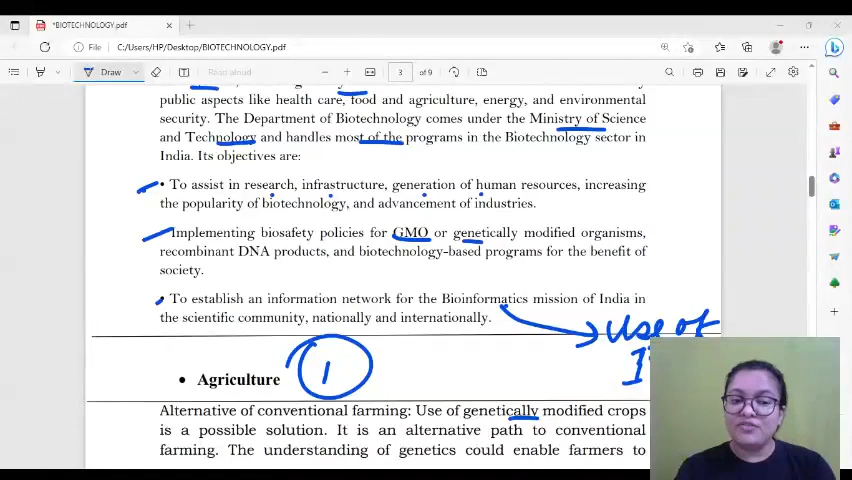 *BIOTECHNOLOGY.pdf
File C:/Users/HP/Desktop/BIOTECHNOLOGY.pdf
Draw Read aloud 3 of 9
public aspects like health care, food and agriculture, energy, and environmental
security. The Department of Biotechnology comes under the Ministry of Science
and Technology and handles most of the programs in the Biotechnology sector in
India. Its objectives are:
• To assist in research, infrastructure, generation of human resources, increasing
the popularity of biotechnology, and advancement of industries.
Implementing biosafety policies for GMO or genetically modified organisms,
recombinant DNA products, and biotechnology-based programs for the benefit of
society.
• To establish an information network for the Bioinformatics mission of India in
the scientific community, nationally and internationally.
Use of
1
• Agriculture
Alternative of conventional farming: Use of genetically modified crops
is a possible solution. It is an alternative path to conventional
farming. The understanding of genetics could enable farmers to